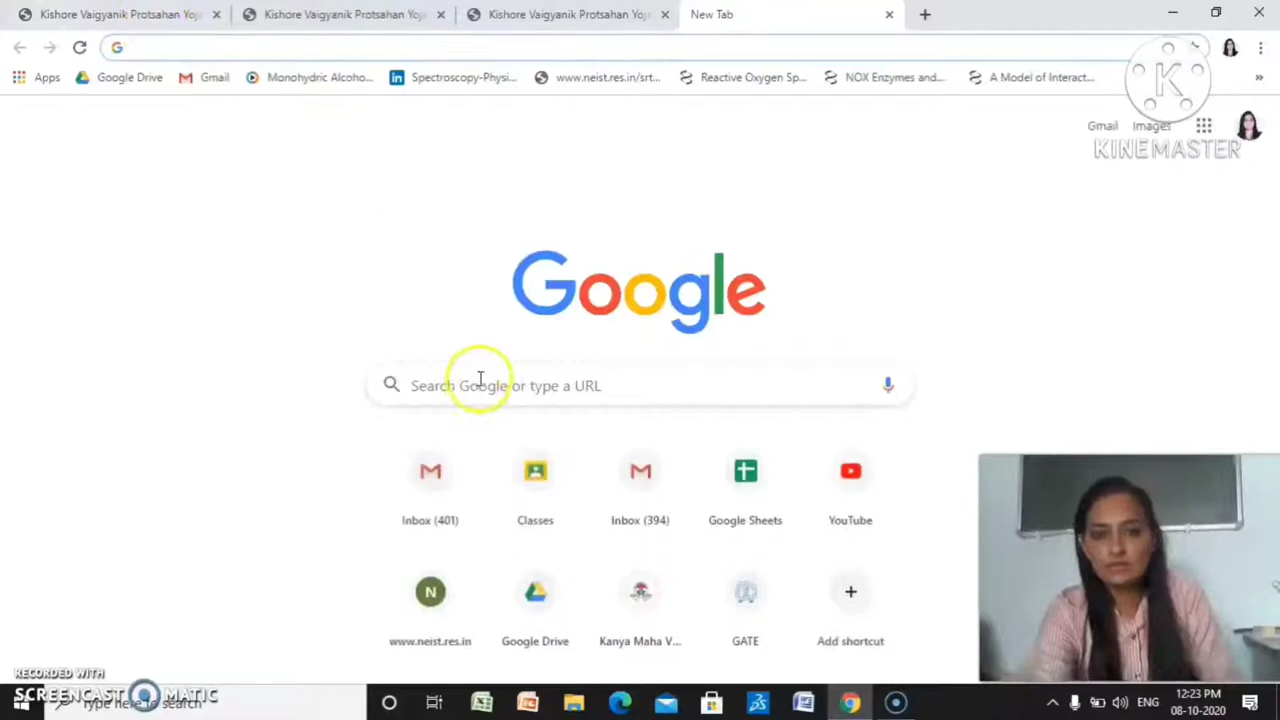 Kishore Vaigyanik Protsahan Yoj
Kishore Vaigyanik Protsahan Yoj
Kishore Vaigyanik Protsahan Yoj
New Tab
Apps
Google Drive
Gmail
Monohydric Alcoho...
Spectroscopy-Physi...
www.neist.res.in/srt...
Reactive Oxygen Sp...
NOX Enzymes and...
A Model of Interact...
K
KINEMASTER
Gmail
Images
Google
Search Google or type a URL
Inbox (401)
Classes
Inbox (394)
Google Sheets
YouTube
N
www.neist.res.in
Google Drive
Kanya Maha V...
GATE
Add shortcut
RECORDED WITH
SCREENCAST MATIC
Type here to search
ENG
12:23 PM
08-10-2020